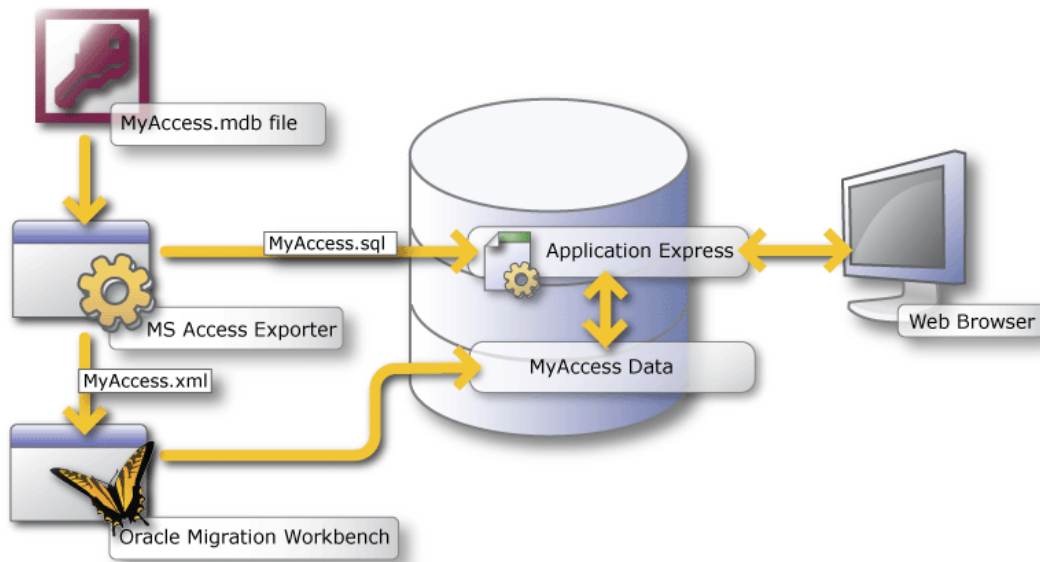 MyAccess.mdb file
MyAccess.sql
Application Express
MS Access Exporter
Web Browser
MyAccess.xml
MyAccess Data
Oracle Migration Workbench